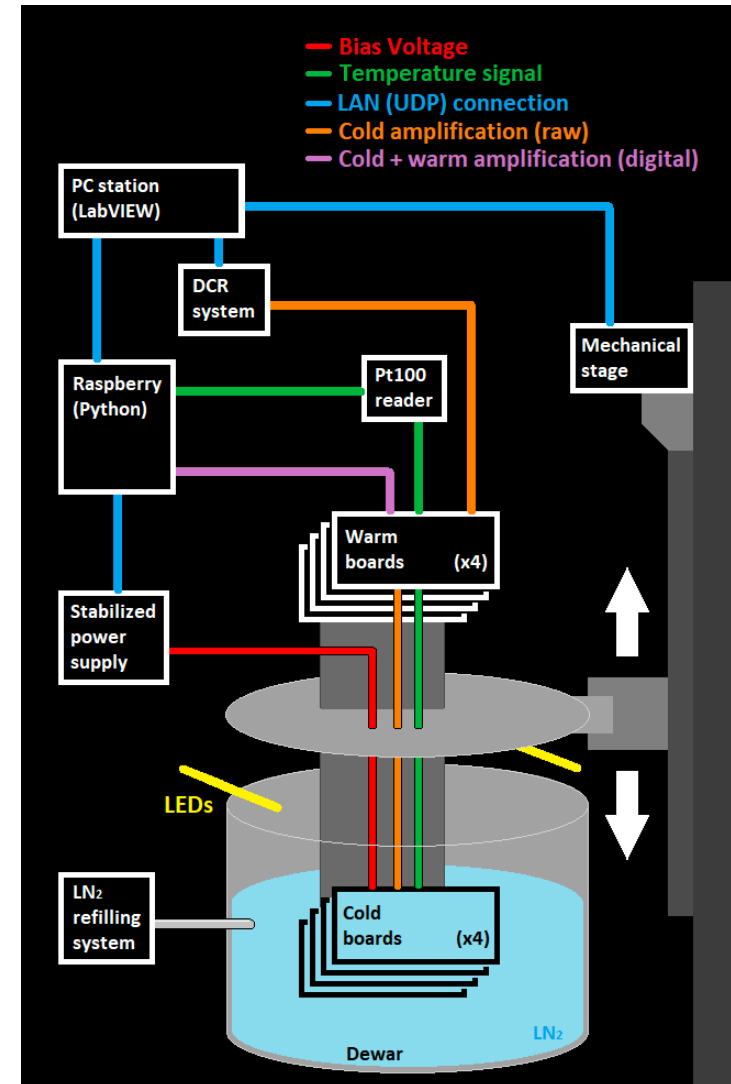 Bias Voltage
Temperature signal
LAN (UDP) connection
Cold amplification (raw)
Cold + warm amplification (digital)
PC station
(LabVIEW)
DCR
system
Mechanical
stage
Raspberry
(Python)
Pt100
reader
Warm
boards (x4)
Stabilized
power
supply
LEDs
LN₂
refilling
system
Cold
boards (x4)
LN₂
Dewar